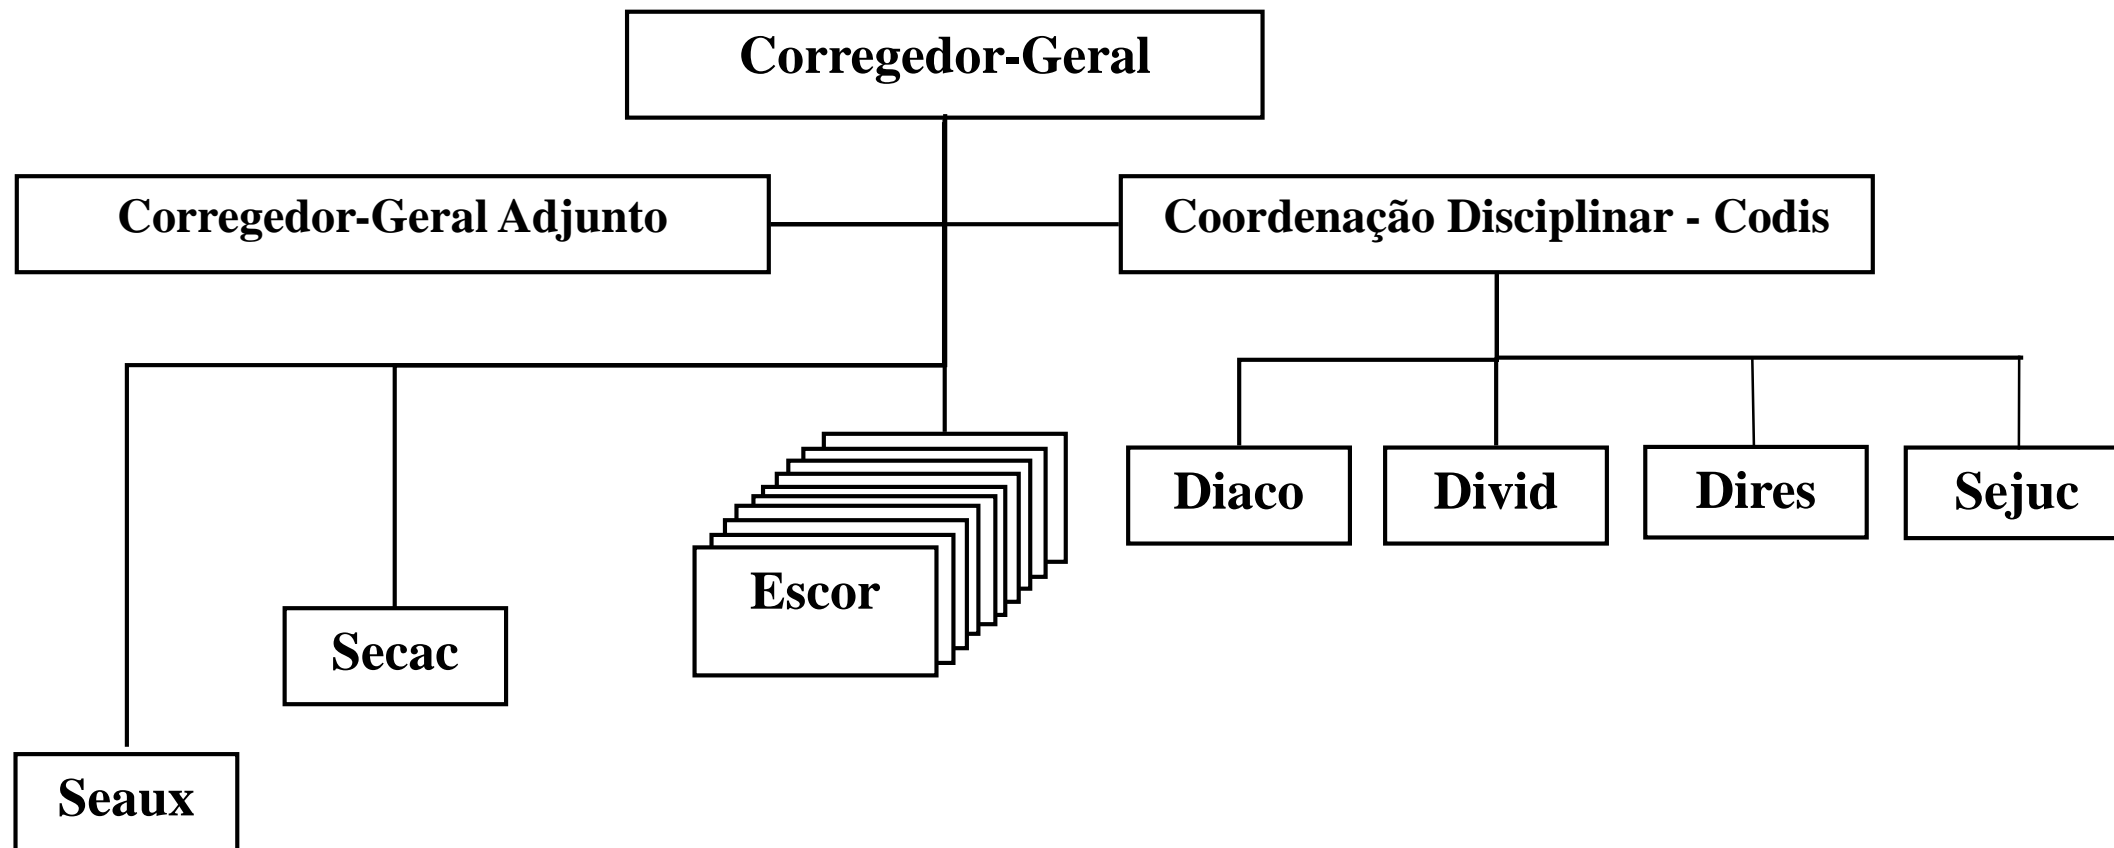 Corregedor-Geral
Corregedor-Geral Adjunto
Coordenação Disciplinar - Codis
Diaco
Divid
Dires
Sejuc
Escor
Secac
Seaux